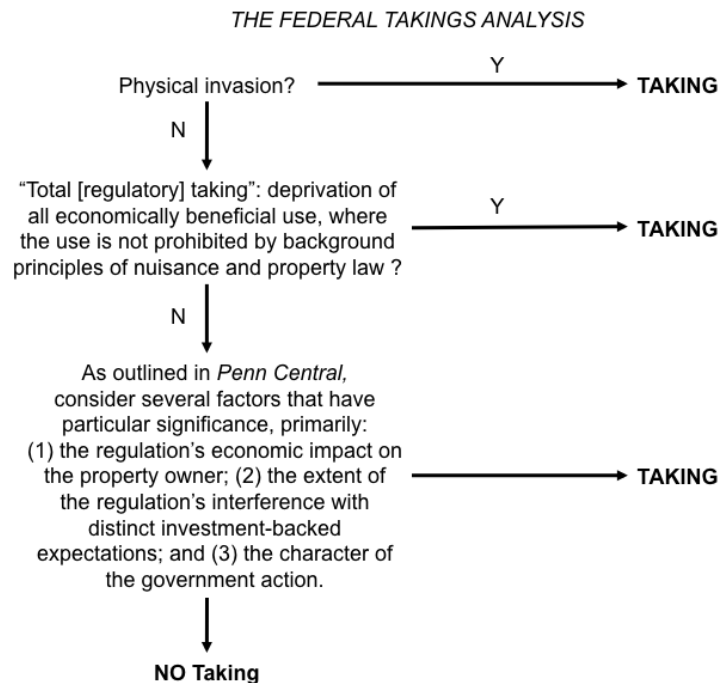 THE FEDERAL TAKINGS ANALYSIS
Y
Physical invasion?
TAKING
N
“Total [regulatory] taking”: deprivation of
all economically beneficial use, where
the use is not prohibited by background
principles of nuisance and property law ?
Y
TAKING
N
As outlined in Penn Central,
consider several factors that have
particular significance, primarily:
(1) the regulation’s economic impact on
the property owner; (2) the extent of
the regulation’s interference with
distinct investment-backed
expectations; and (3) the character of
the government action.
TAKING
NO Taking